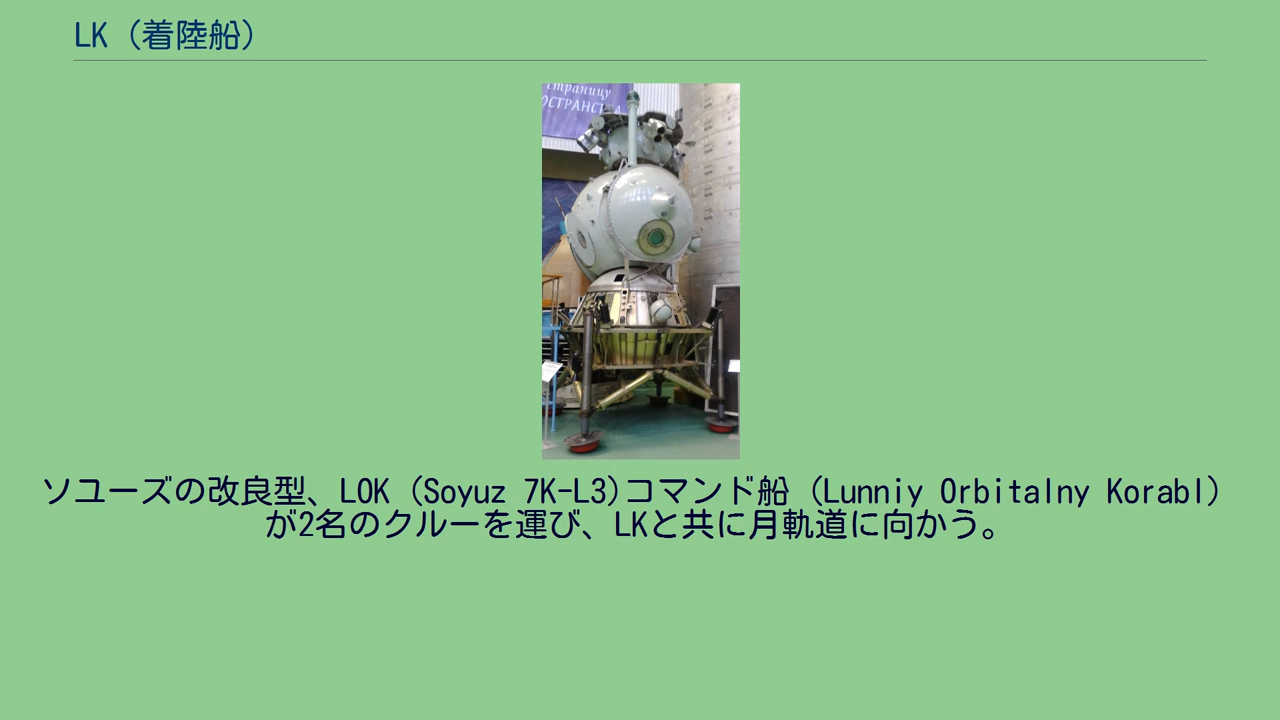 LK (着陸船)
страницу
ОСТРАНСТВА
ソユーズの改良型、LOK (Soyuz 7K-L3)コマンド船 (Lunniy Orbitalny Korabl)
が2名のクルーを運び、LKと共に月軌道に向かう。